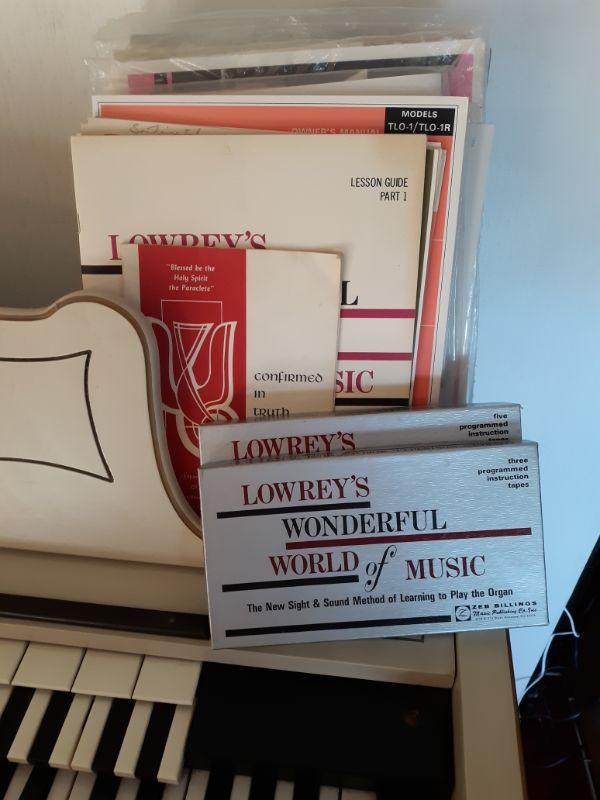 MODELS
TLO-1/TLO-1R
OWNER'S MANUAL
LESSON GUIDE
PART 1
LOWREY'S
L
SIC
"Blessed be the
Holy Spirit
the Paraclete"
confirmed
in
truth
LOWREY'S
five
programmed
instruction
tapes
LOWREY'S
WONDERFUL
WORLD of MUSIC
three
programmed
instruction
tapes
The New Sight & Sound Method of Learning to Play the Organ
ZEB BILLINGS
Music Publishing Co. Inc